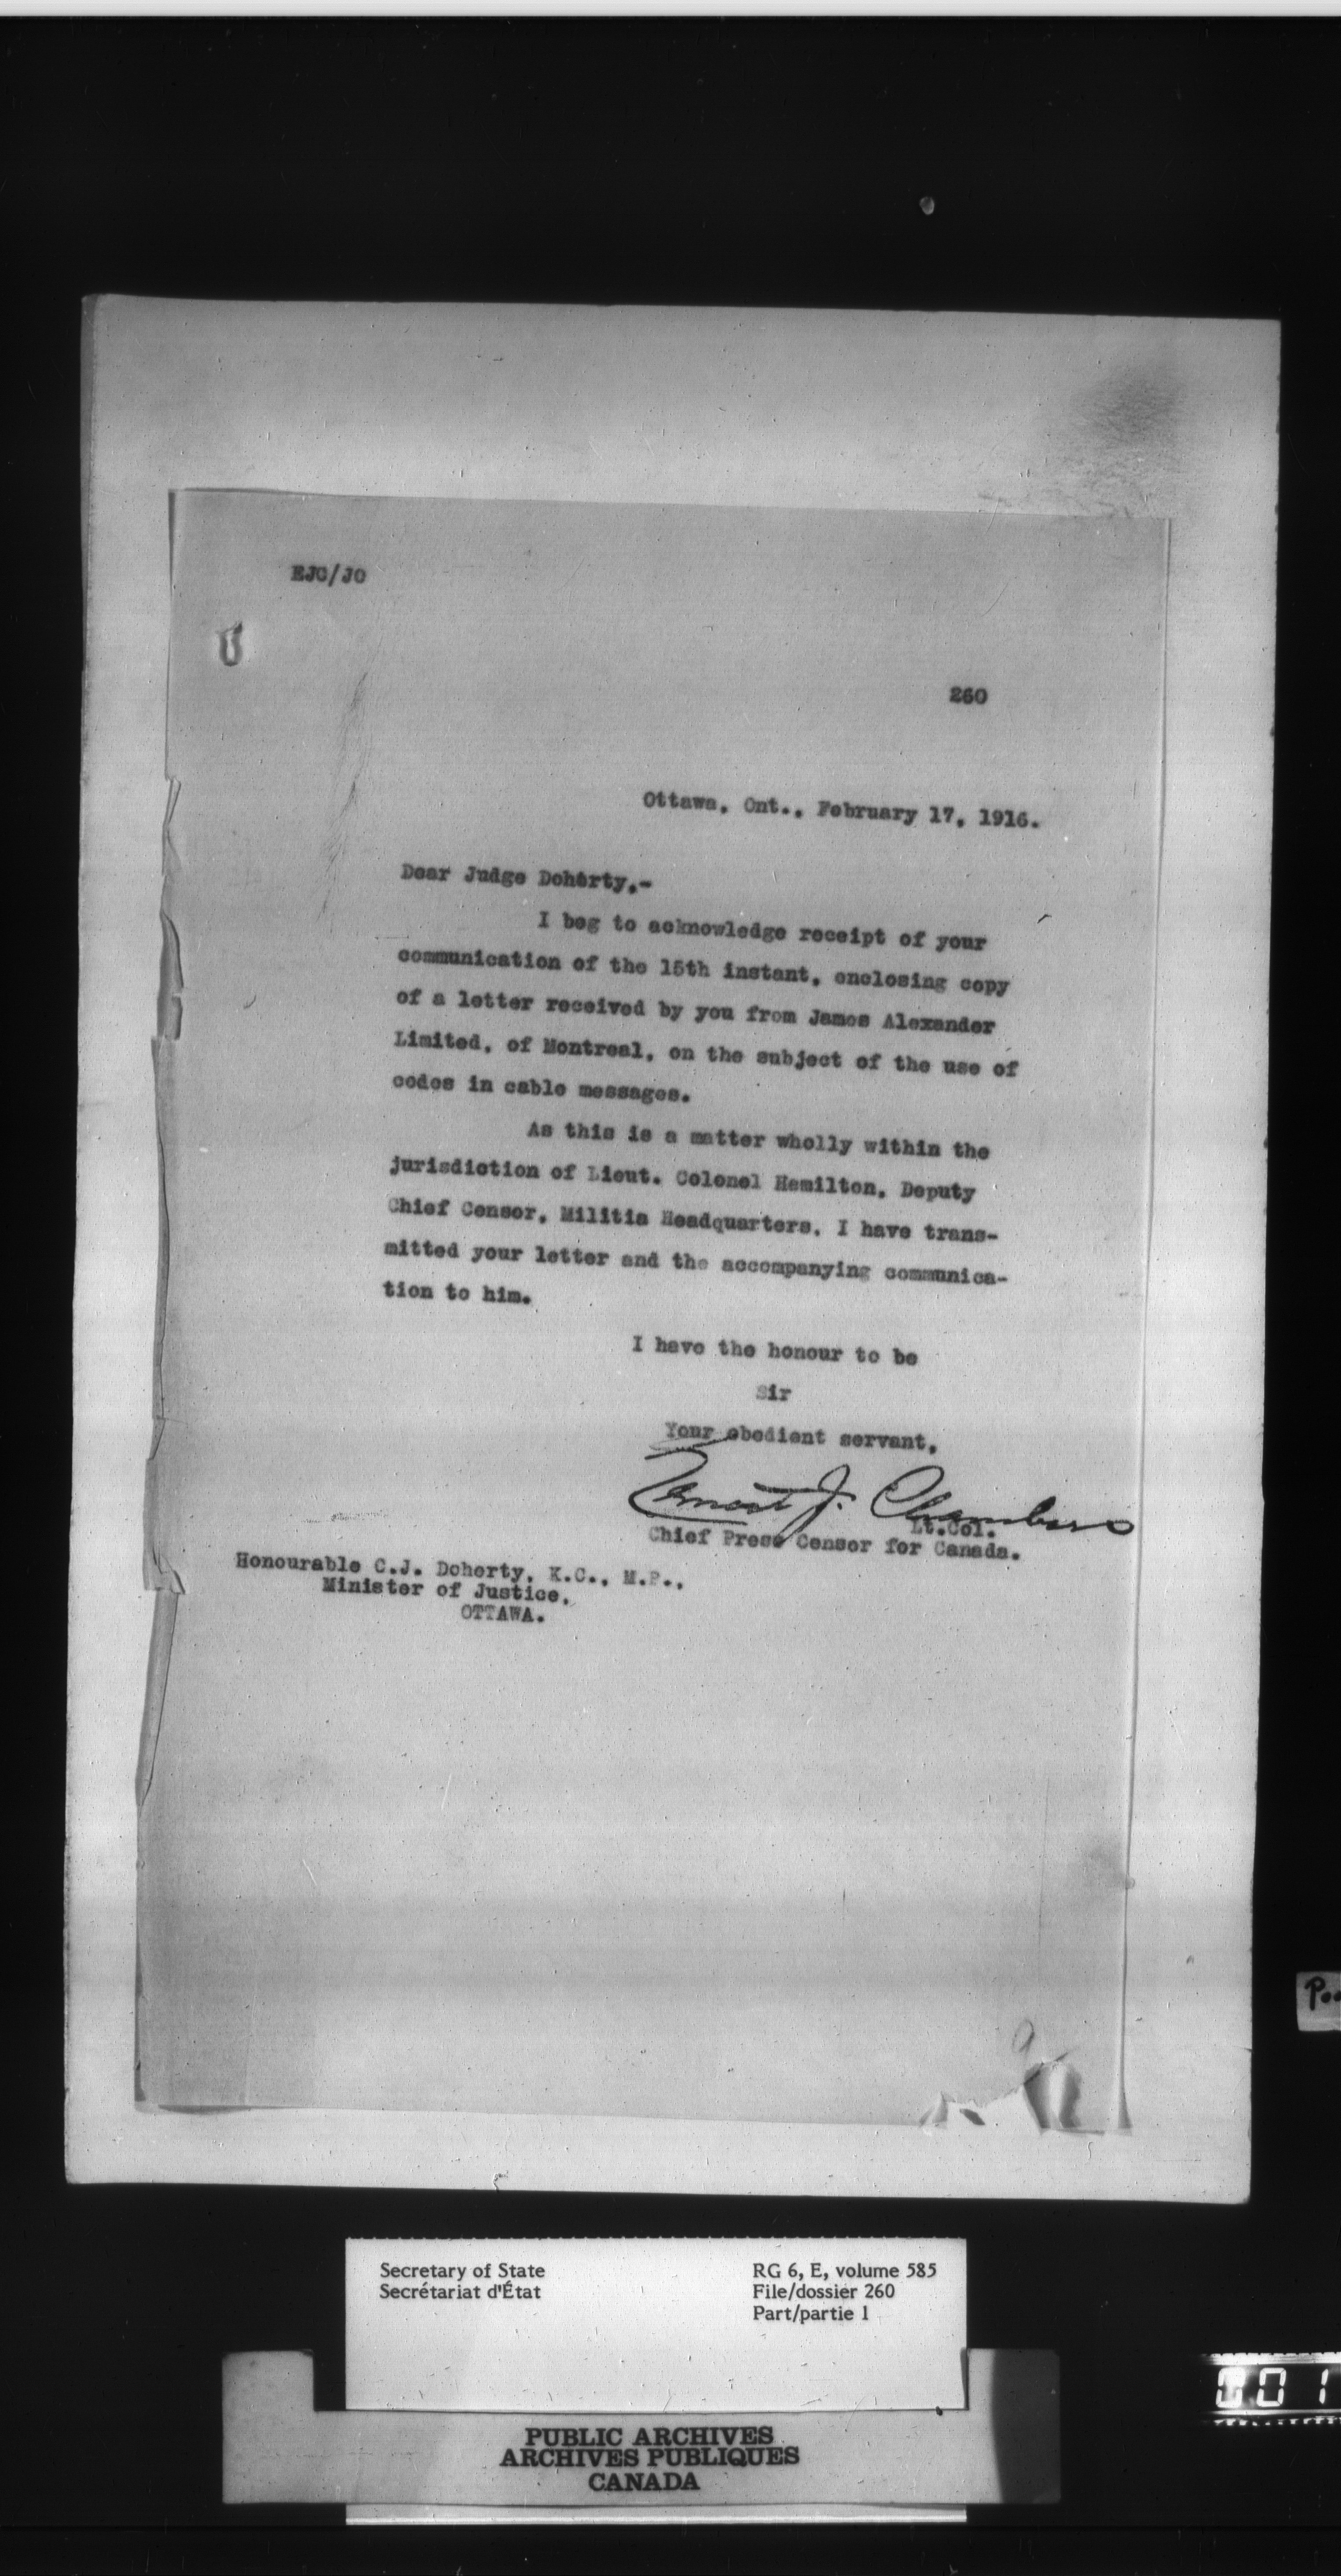 EJC/JO
260
Ottawa, Ont., February 17, 1916.
Dear Judge Doherty,-
I beg to acknowledge receipt of your
communication of the 15th instant, enclosing copy
of a letter received by you from James Alexander
Limited, of Montreal, on the subject of the use of
codes in cable messages.
As this is a matter wholly within the
jurisdiction of Lieut. Colonel Hamilton, Deputy
Chief Censor, Militia Headquarters, I have trans-
mitted your letter and the accompanying communica-
tion to him.
I have the honour to be
Sir
Your obedient servant,
Ernest J. Chambers
Lt.Col.
Chief Press Censor for Canada.
Honourable C.J. Doherty, K.C., M.P.,
Minister of Justice,
OTTAWA.
Secretary of State
Secrétariat d'État
RG 6, E, volume 585
File/dossier 260
Part/partie 1
PUBLIC ARCHIVES
ARCHIVES PUBLIQUES
CANADA